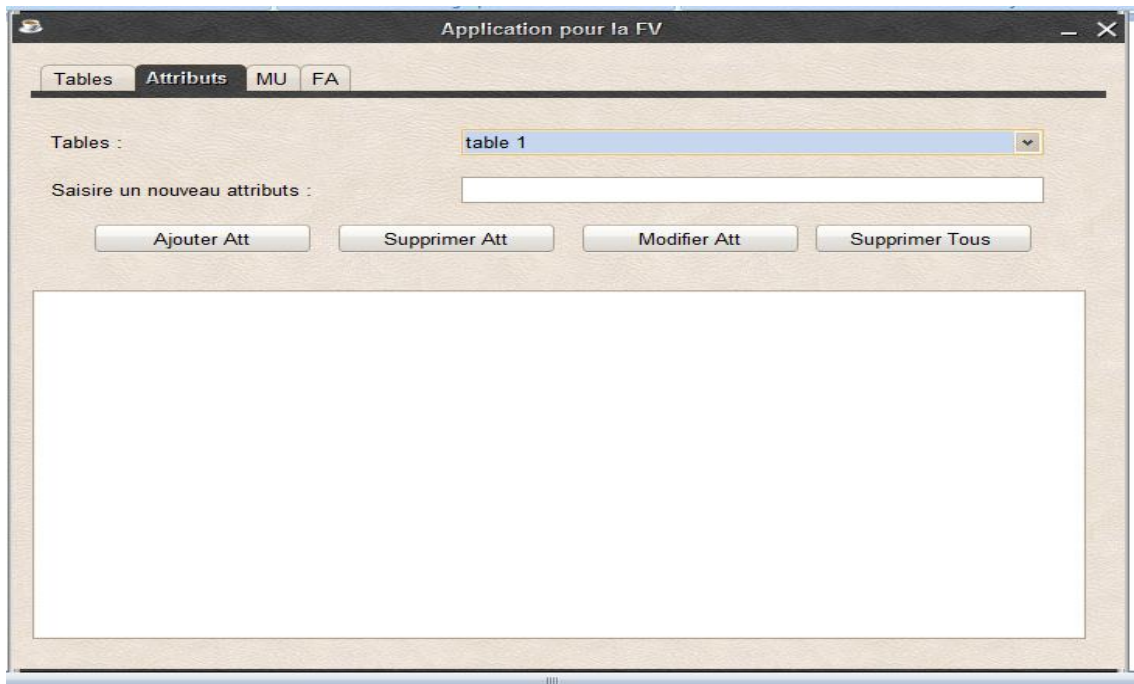 Application pour la FV
Tables Attributs MU FA
Tables : table 1
Saisire un nouveau attributs :
Ajouter Att Supprimer Att Modifier Att Supprimer Tous